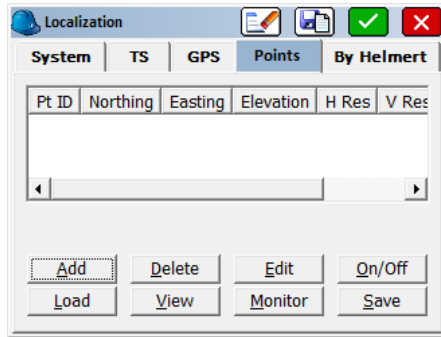 Localization
System TS GPS Points By Helmert
Pt ID Northing Easting Elevation H Res V Res
Add Delete Edit On/Off
Load View Monitor Save